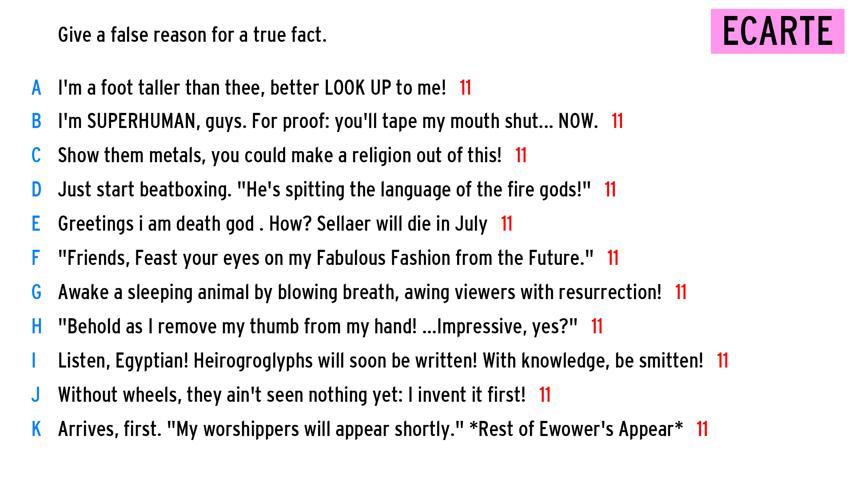 Give a false reason for a true fact.
ECARTE
A I'm a foot taller than thee, better LOOK UP to me! 11
B I'm SUPERHUMAN, guys. For proof: you'll tape my mouth shut... NOW. 11
C Show them metals, you could make a religion out of this! 11
D Just start beatboxing. "He's spitting the language of the fire gods!" 11
E Greetings i am death god . How? Sellaer will die in July 11
F "Friends, Feast your eyes on my Fabulous Fashion from the Future." 11
G Awake a sleeping animal by blowing breath, awing viewers with resurrection! 11
H "Behold as I remove my thumb from my hand! ...Impressive, yes?" 11
I Listen, Egyptian! Heirogroglyphs will soon be written! With knowledge, be smitten! 11
J Without wheels, they ain't seen nothing yet: I invent it first! 11
K Arrives, first. "My worshippers will appear shortly." *Rest of Ewower's Appear* 11